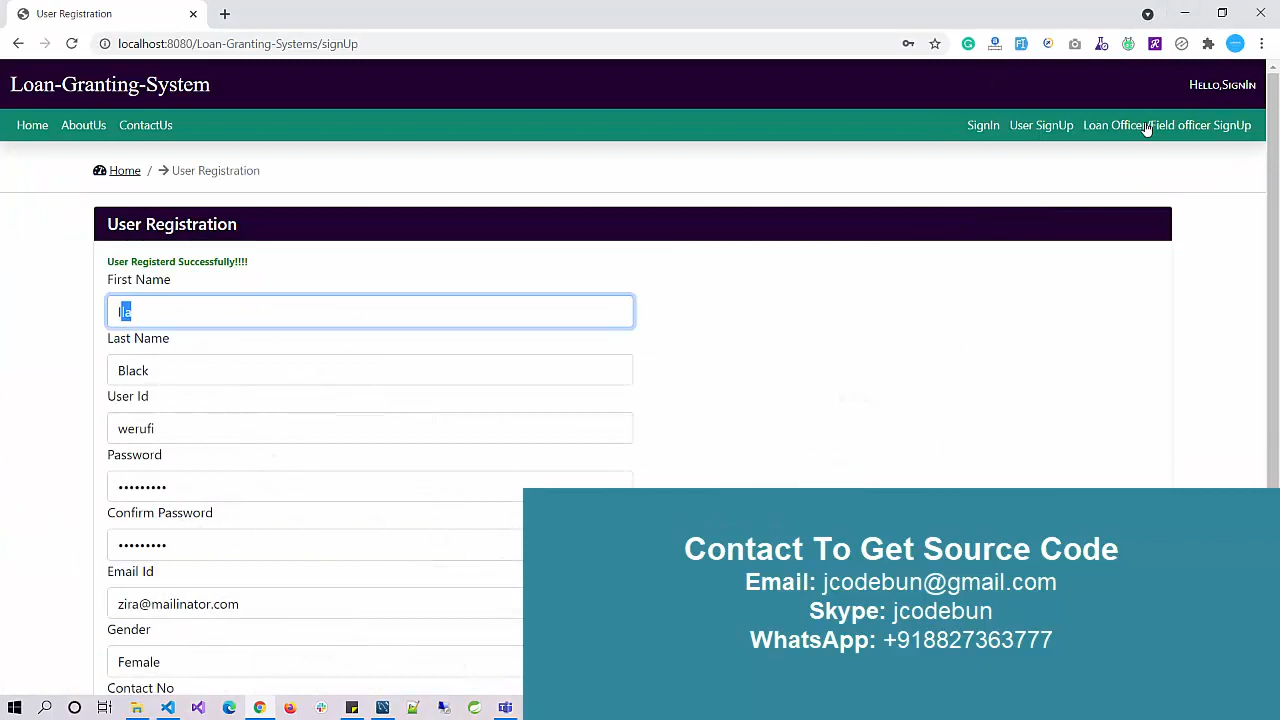 User Registration
localhost:8080/Loan-Granting-Systems/signUp
Loan-Granting-System
Hello,SignIn
Home AboutUs ContactUs
SignIn User SignUp Loan Officer/Field officer SignUp
Home / User Registration
User Registration
User Registerd Successfully!!!!
First Name
Last Name
Black
User Id
werufi
Password
•••••••••
Confirm Password
•••••••••
Email Id
zira@mailinator.com
Gender
Female
Contact No
Contact To Get Source Code
Email: jcodebun@gmail.com
Skype: jcodebun
WhatsApp: +918827363777